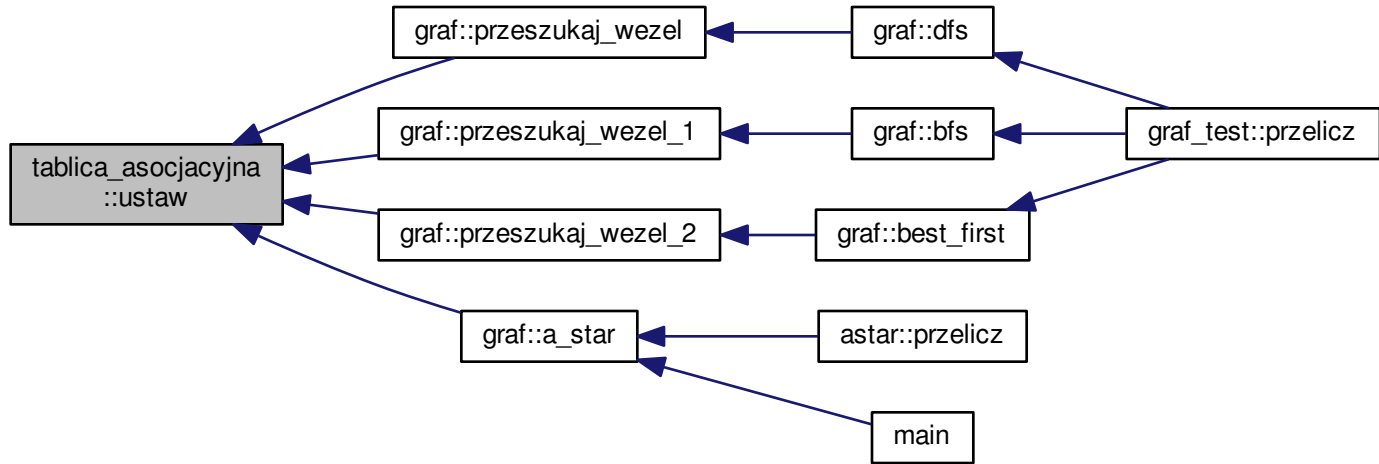 graf::przeszukaj_wezel
graf::dfs
graf::przeszukaj_wezel_1
graf::bfs
graf_test::przelicz
tablica_asocjacyjna
::ustaw
graf::przeszukaj_wezel_2
graf::best_first
graf::a_star
astar::przelicz
main